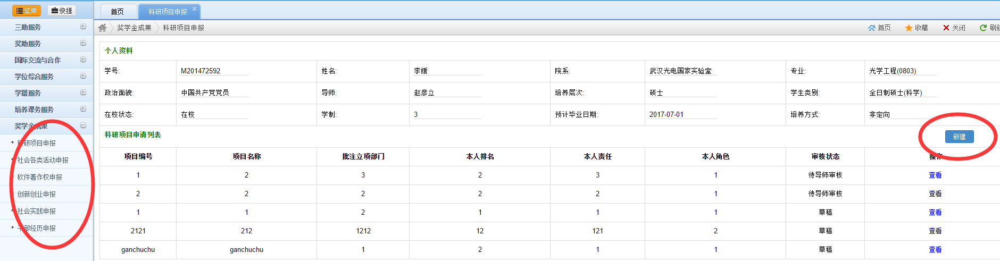 菜单 快捷
首页 科研项目申报
三助服务
奖助服务
国际交流与合作
学位综合服务
学籍服务
培养课务服务
奖学金成果
科研项目申报
社会各类活动申报
软件著作权申报
创新创业申报
社会实践申报
干部经历申报
奖学金成果 科研项目申报 首页 收藏 关闭 刷新
个人资料
学号: M201472592 姓名: 李媛 院系: 武汉光电国家实验室 专业: 光学工程(0803)
政治面貌: 中国共产党党员 导师: 赵彦立 培养层次: 硕士 学生类别: 全日制硕士(科学)
在校状态: 在校 学制: 3 预计毕业日期: 2017-07-01 培养方式: 非定向
科研项目申请列表 新建
项目编号 项目名称 批注立项部门 本人排名 本人责任 本人角色 审核状态 操作
1 2 3 2 3 1 待导师审核 查看
2 2 2 2 2 1 待导师审核 查看
1 1 2 1 1 1 草稿 查看
2121 212 1212 12 121 2 草稿 查看
ganchuchu ganchuchu 1 2 1 1 草稿 查看